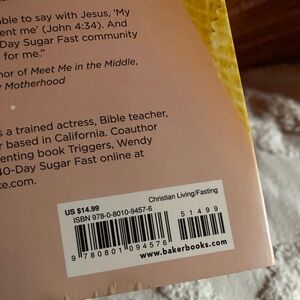 able to say with Jesus, ‘My
ent me’ (John 4:34). And
-Day Sugar Fast community
for me.”
hor of Meet Me in the Middle,
y Motherhood
s a trained actress, Bible teacher,
r based in California. Coauthor
enting book Triggers, Wendy
40-Day Sugar Fast online at
ke.com.
Christian Living/Fasting
US $14.99
ISBN 978-0-8010-9457-6
51499
9 780801 094576
www.bakerbooks.com